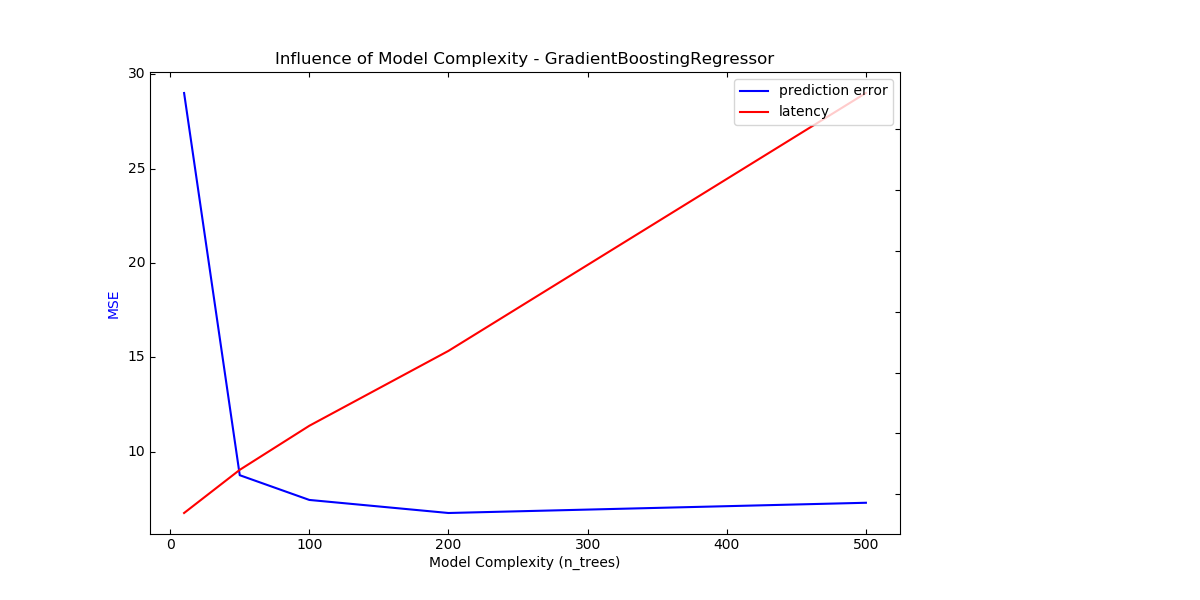 Influence of Model Complexity - GradientBoostingRegressor
prediction error
latency
30
25
20
15
10
MSE
0 100 200 300 400 500
Model Complexity (n_trees)